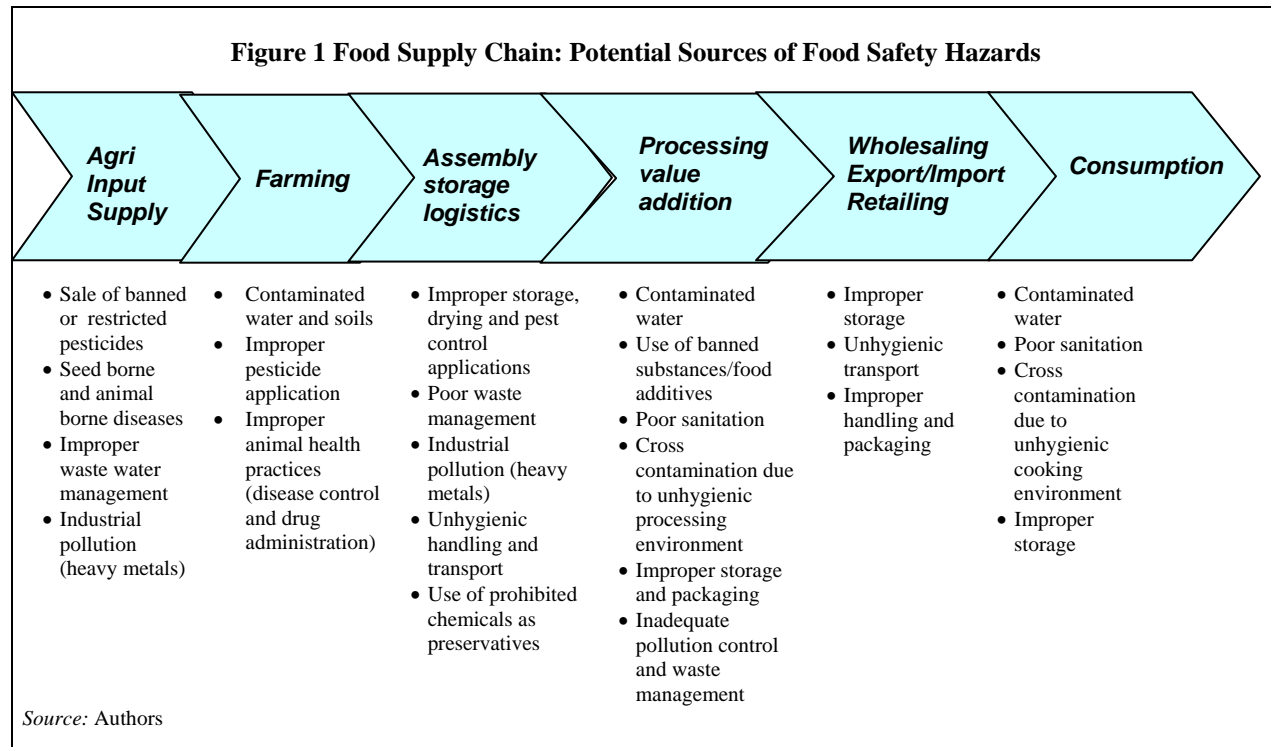 Figure 1 Food Supply Chain: Potential Sources of Food Safety Hazards
Agri
Input
Supply
Farming
Assembly
storage
logistics
Processing
value
addition
Wholesaling
Export/Import
Retailing
Consumption
• Sale of banned
or restricted
pesticides
• Seed borne
and animal
borne diseases
• Improper
waste water
management
• Industrial
pollution
(heavy metals)
• Contaminated
water and soils
• Improper
pesticide
application
• Improper
animal health
practices
(disease control
and drug
administration)
• Improper storage,
drying and pest
control
applications
• Poor waste
management
• Industrial
pollution (heavy
metals)
• Unhygienic
handling and
transport
• Use of prohibited
chemicals as
preservatives
• Contaminated
water
• Use of banned
substances/food
additives
• Poor sanitation
• Cross
contamination due
to unhygienic
processing
environment
• Improper storage
and packaging
• Inadequate
pollution control
and waste
management
• Improper
storage
• Unhygienic
transport
• Improper
handling and
packaging
• Contaminated
water
• Poor sanitation
• Cross
contamination
due to
unhygienic
cooking
environment
• Improper
storage
Source: Authors